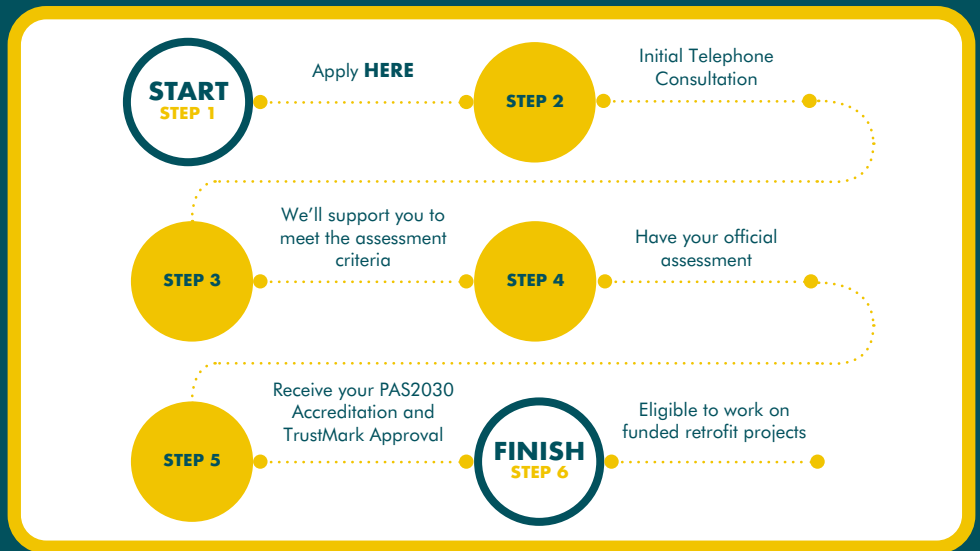 START
STEP 1
Apply HERE
STEP 2
Initial Telephone
Consultation
STEP 3
We'll support you to
meet the assessment
criteria
STEP 4
Have your official
assessment
STEP 5
Receive your PAS2030
Accreditation and
TrustMark Approval
FINISH
STEP 6
Eligible to work on
funded retrofit projects